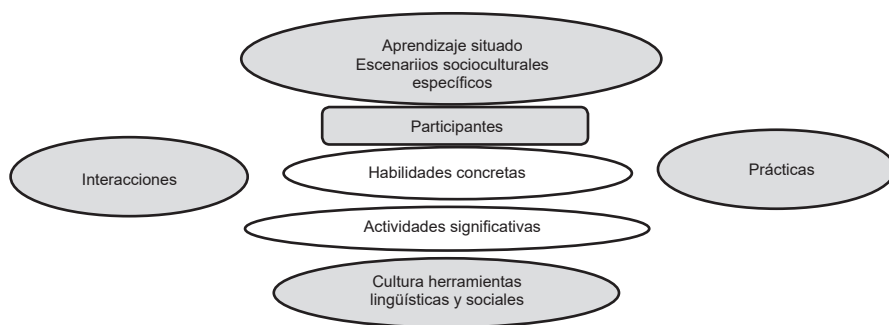 Aprendizaje situado
Escenariios socioculturales
específicos
Participantes
Interacciones
Habilidades concretas
Prácticas
Actividades significativas
Cultura herramientas
lingüísticas y sociales